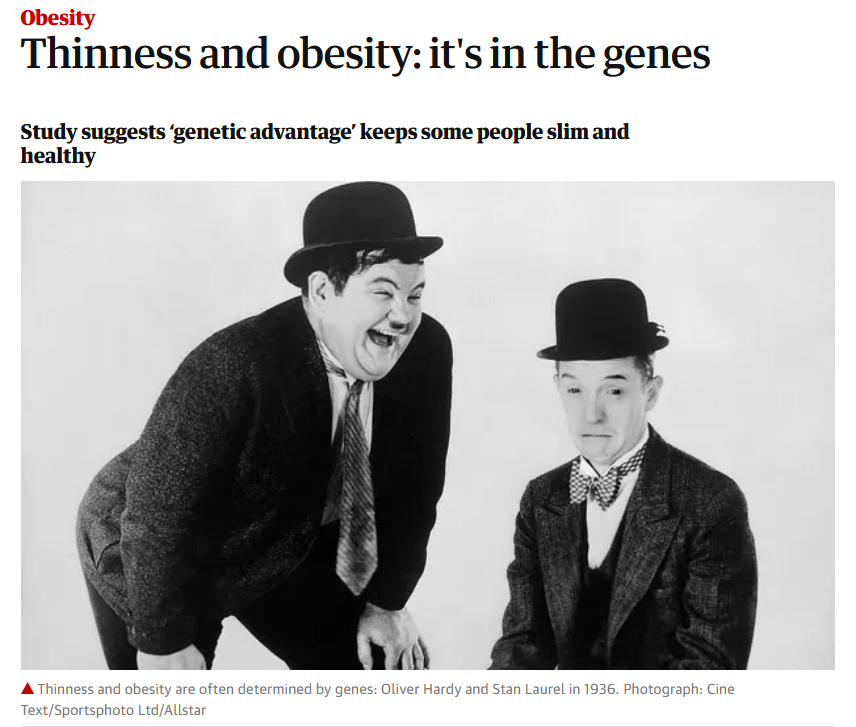 Obesity
Thinness and obesity: it's in the genes
Study suggests ‘genetic advantage’ keeps some people slim and
healthy
Thinness and obesity are often determined by genes: Oliver Hardy and Stan Laurel in 1936. Photograph: Cine
Text/Sportsphoto Ltd/Allstar